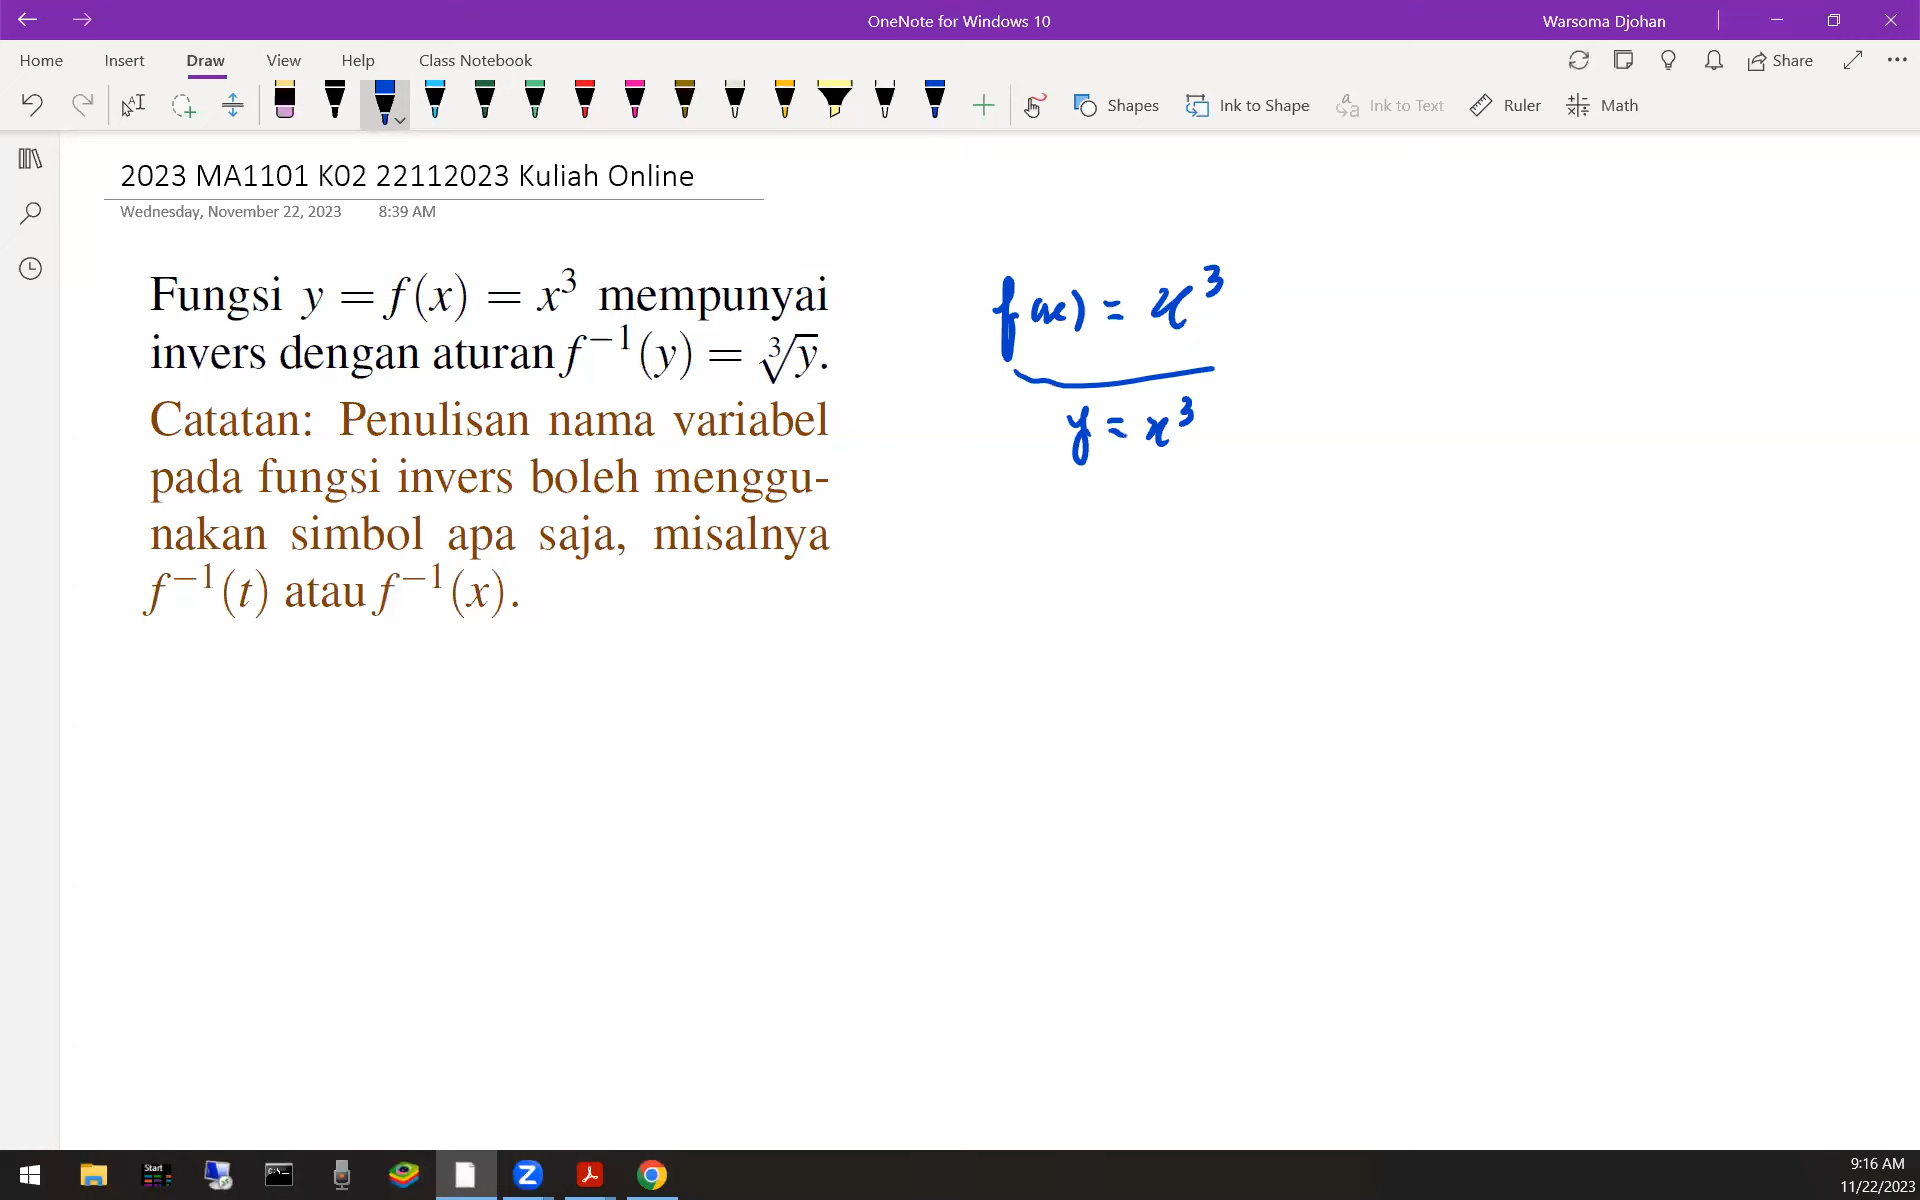 OneNote for Windows 10
Warsoma Djohan
Home Insert Draw View Help Class Notebook
Share
Shapes Ink to Shape Ink to Text Ruler Math
2023 MA1101 K02 22112023 Kuliah Online
Wednesday, November 22, 2023 8:39 AM
Fungsi y = f(x) = x³ mempunyai
invers dengan aturan f⁻¹(y) = ∛y.
Catatan: Penulisan nama variabel
pada fungsi invers boleh menggu-
nakan simbol apa saja, misalnya
f⁻¹(t) atau f⁻¹(x).
f(x) = x³
y = x³
Start
9:16 AM
11/22/2023